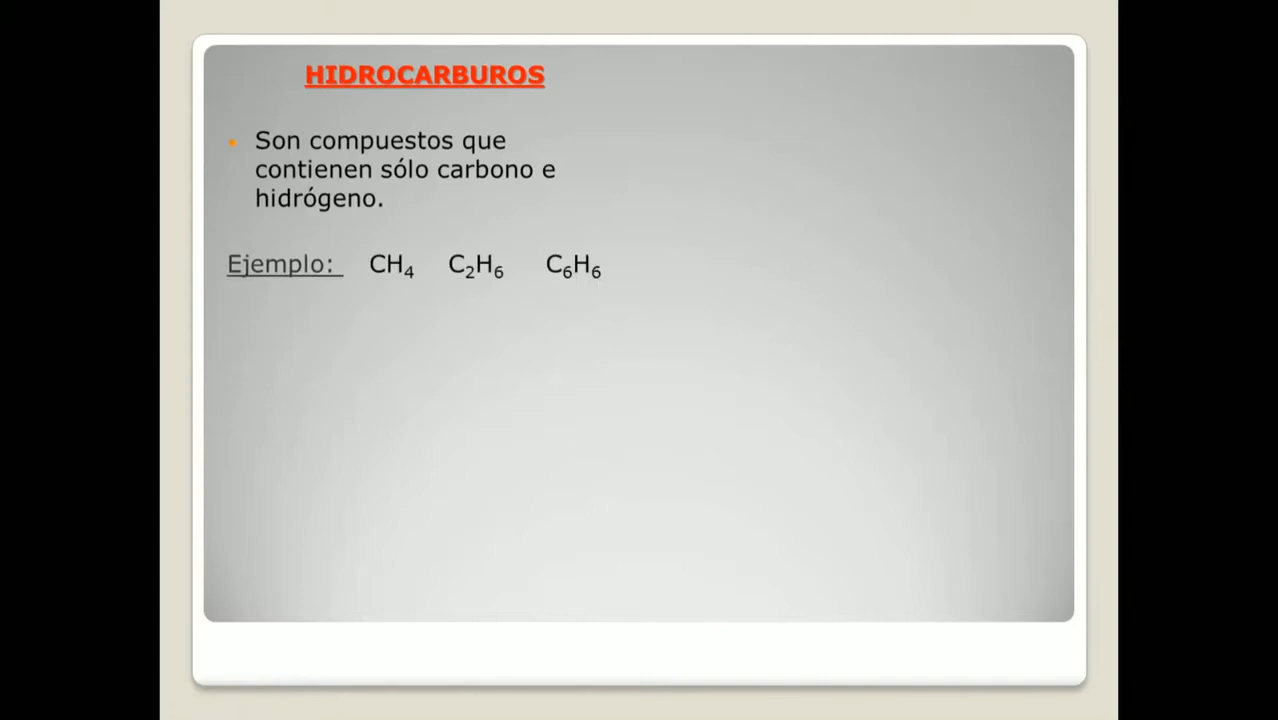 HIDROCARBUROS
Son compuestos que
contienen sólo carbono e
hidrógeno.
Ejemplo: CH₄ C₂H₆ C₆H₆